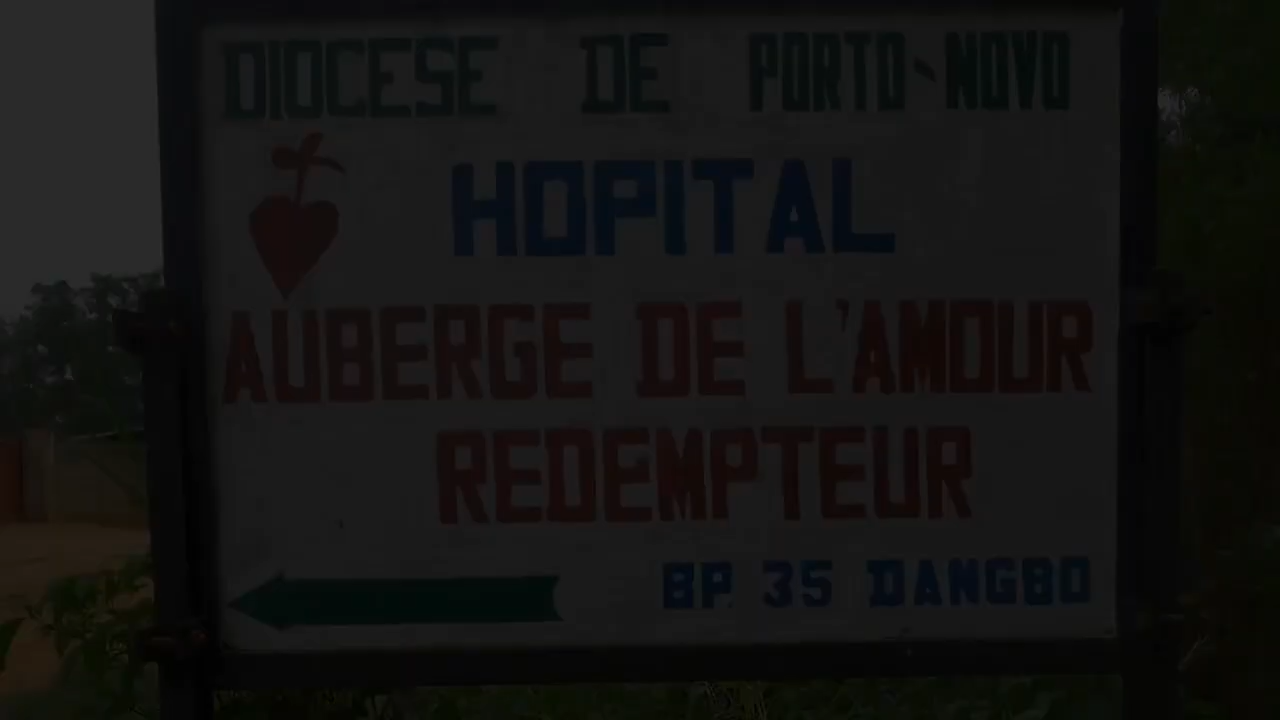 DIOCESE DE PORTO-NOVO
HOPITAL
AUBERGE DE L'AMOUR
REDEMPTEUR
BP. 35 DANGBO